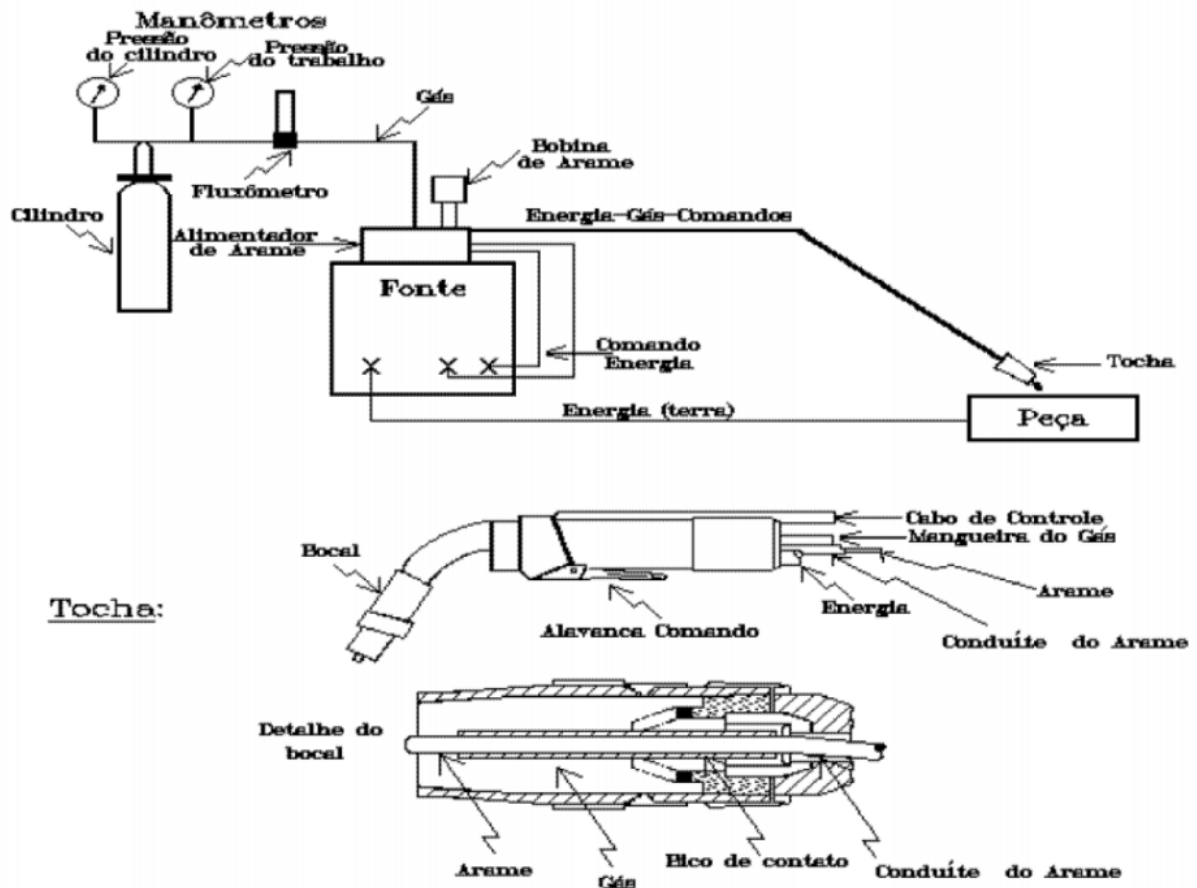 Manômetros
Pressão
do cilindro
Pressão
do trabalho
Gás
Bobina
de Arame
Fluxômetro
Cilindro
Alimentador
de Arame
Energia-Gás-Comandos
Fonte
Comando
Energia
Tocha
Energia (terra)
Peça
Cabo de Controle
Mangueira do Gás
Bocal
Arame
Energia
Tocha:
Alavanca Comando
Conduíte do Arame
Detalhe do
bocal
Arame
Gás
Bico de contato
Conduíte do Arame